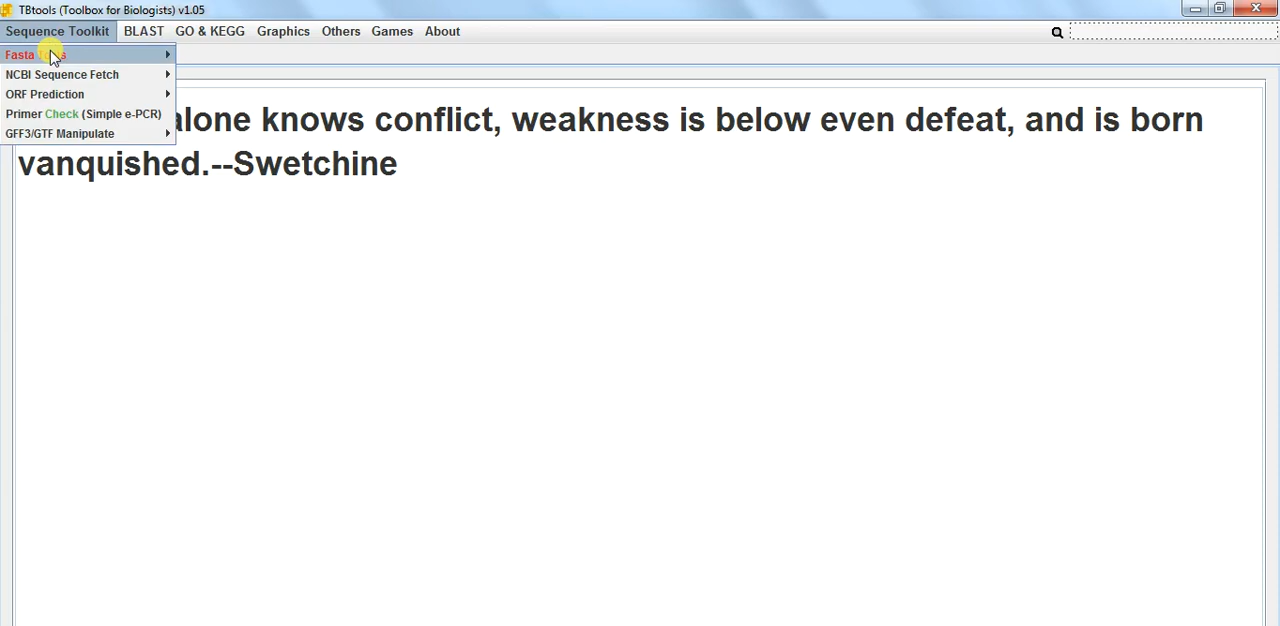 TBtools (Toolbox for Biologists) v1.05
Sequence Toolkit BLAST GO & KEGG Graphics Others Games About
Fasta
NCBI Sequence Fetch
ORF Prediction
Primer Check (Simple e-PCR)
GFF3/GTF Manipulate
alone knows conflict, weakness is below even defeat, and is born
vanquished.--Swetchine